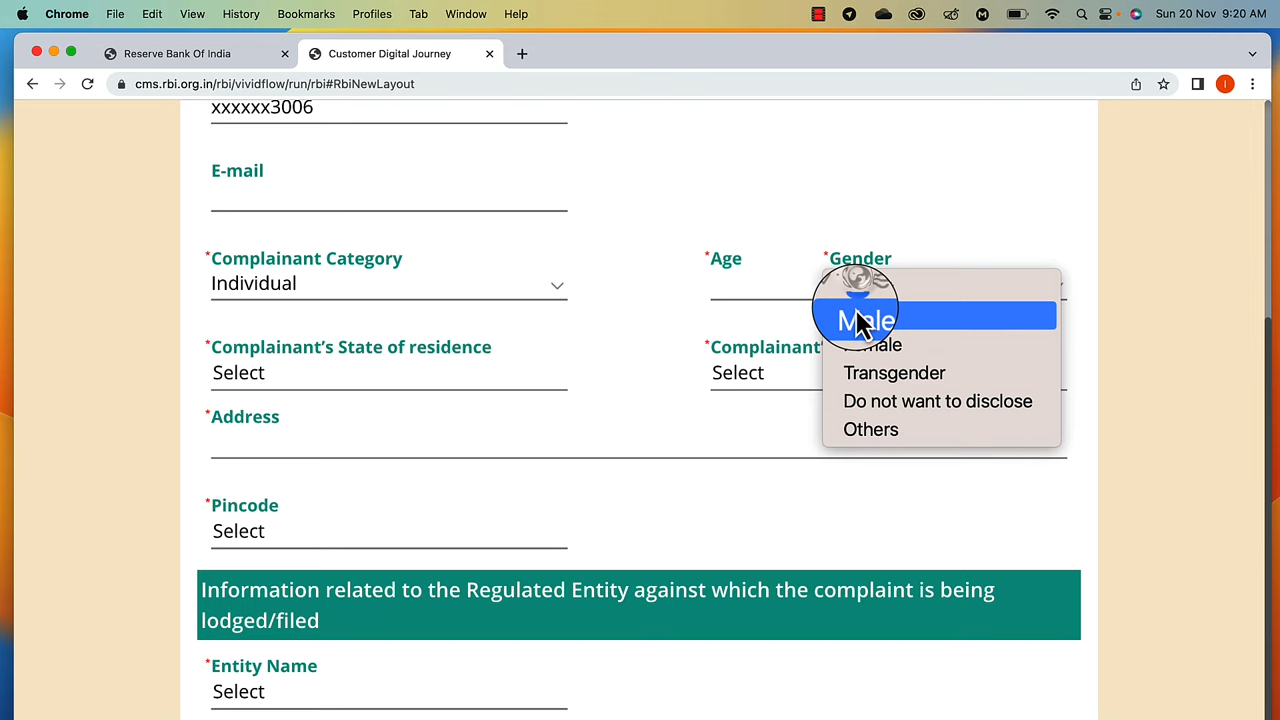 Chrome File Edit View History Bookmarks Profiles Tab Window Help Sun 20 Nov 9:20 AM
Reserve Bank Of India
Customer Digital Journey
cms.rbi.org.in/rbi/vividflow/run/rbi#RbiNewLayout
xxxxxx3006
E-mail
*Complainant Category
Individual
*Age
*Gender
Male
Transgender
Do not want to disclose
Others
*Complainant's State of residence
Select
*Complainant'
Select
*Address
*Pincode
Select
Information related to the Regulated Entity against which the complaint is being
lodged/filed
*Entity Name
Select